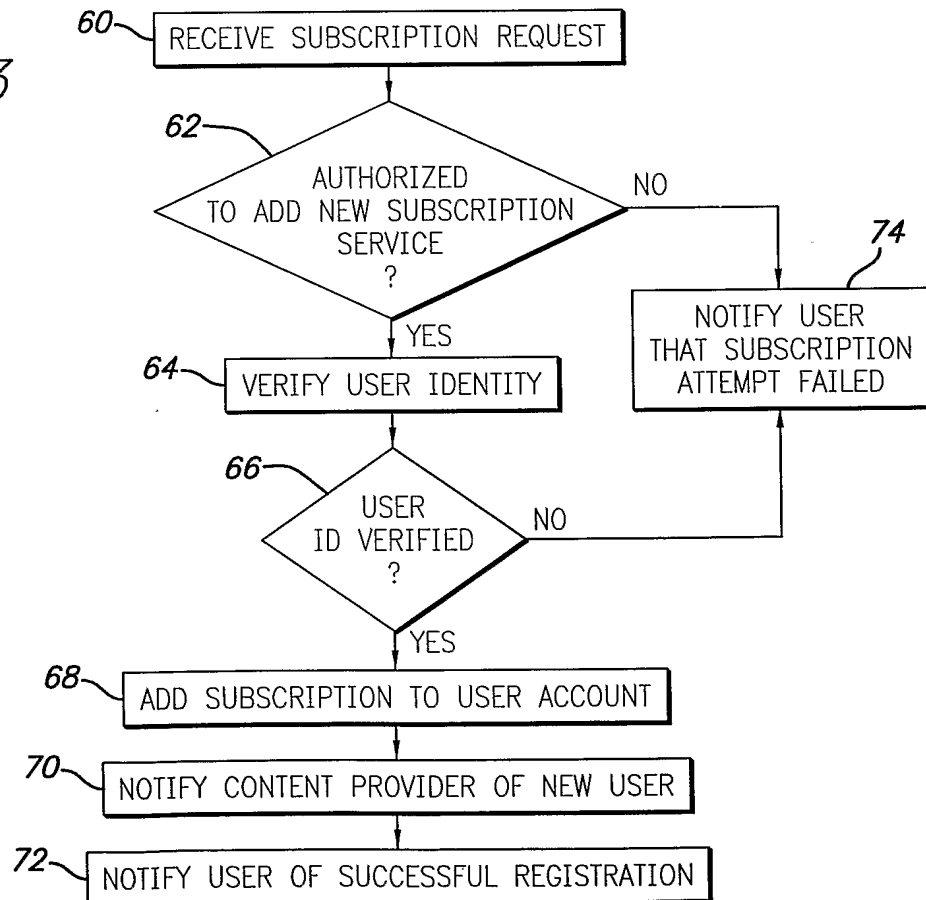 60
RECEIVE SUBSCRIPTION REQUEST
3
62
AUTHORIZED
TO ADD NEW SUBSCRIPTION
SERVICE
?
NO
74
NOTIFY USER
THAT SUBSCRIPTION
ATTEMPT FAILED
YES
64
VERIFY USER IDENTITY
66
USER
ID VERIFIED
?
NO
YES
68
ADD SUBSCRIPTION TO USER ACCOUNT
70
NOTIFY CONTENT PROVIDER OF NEW USER
72
NOTIFY USER OF SUCCESSFUL REGISTRATION